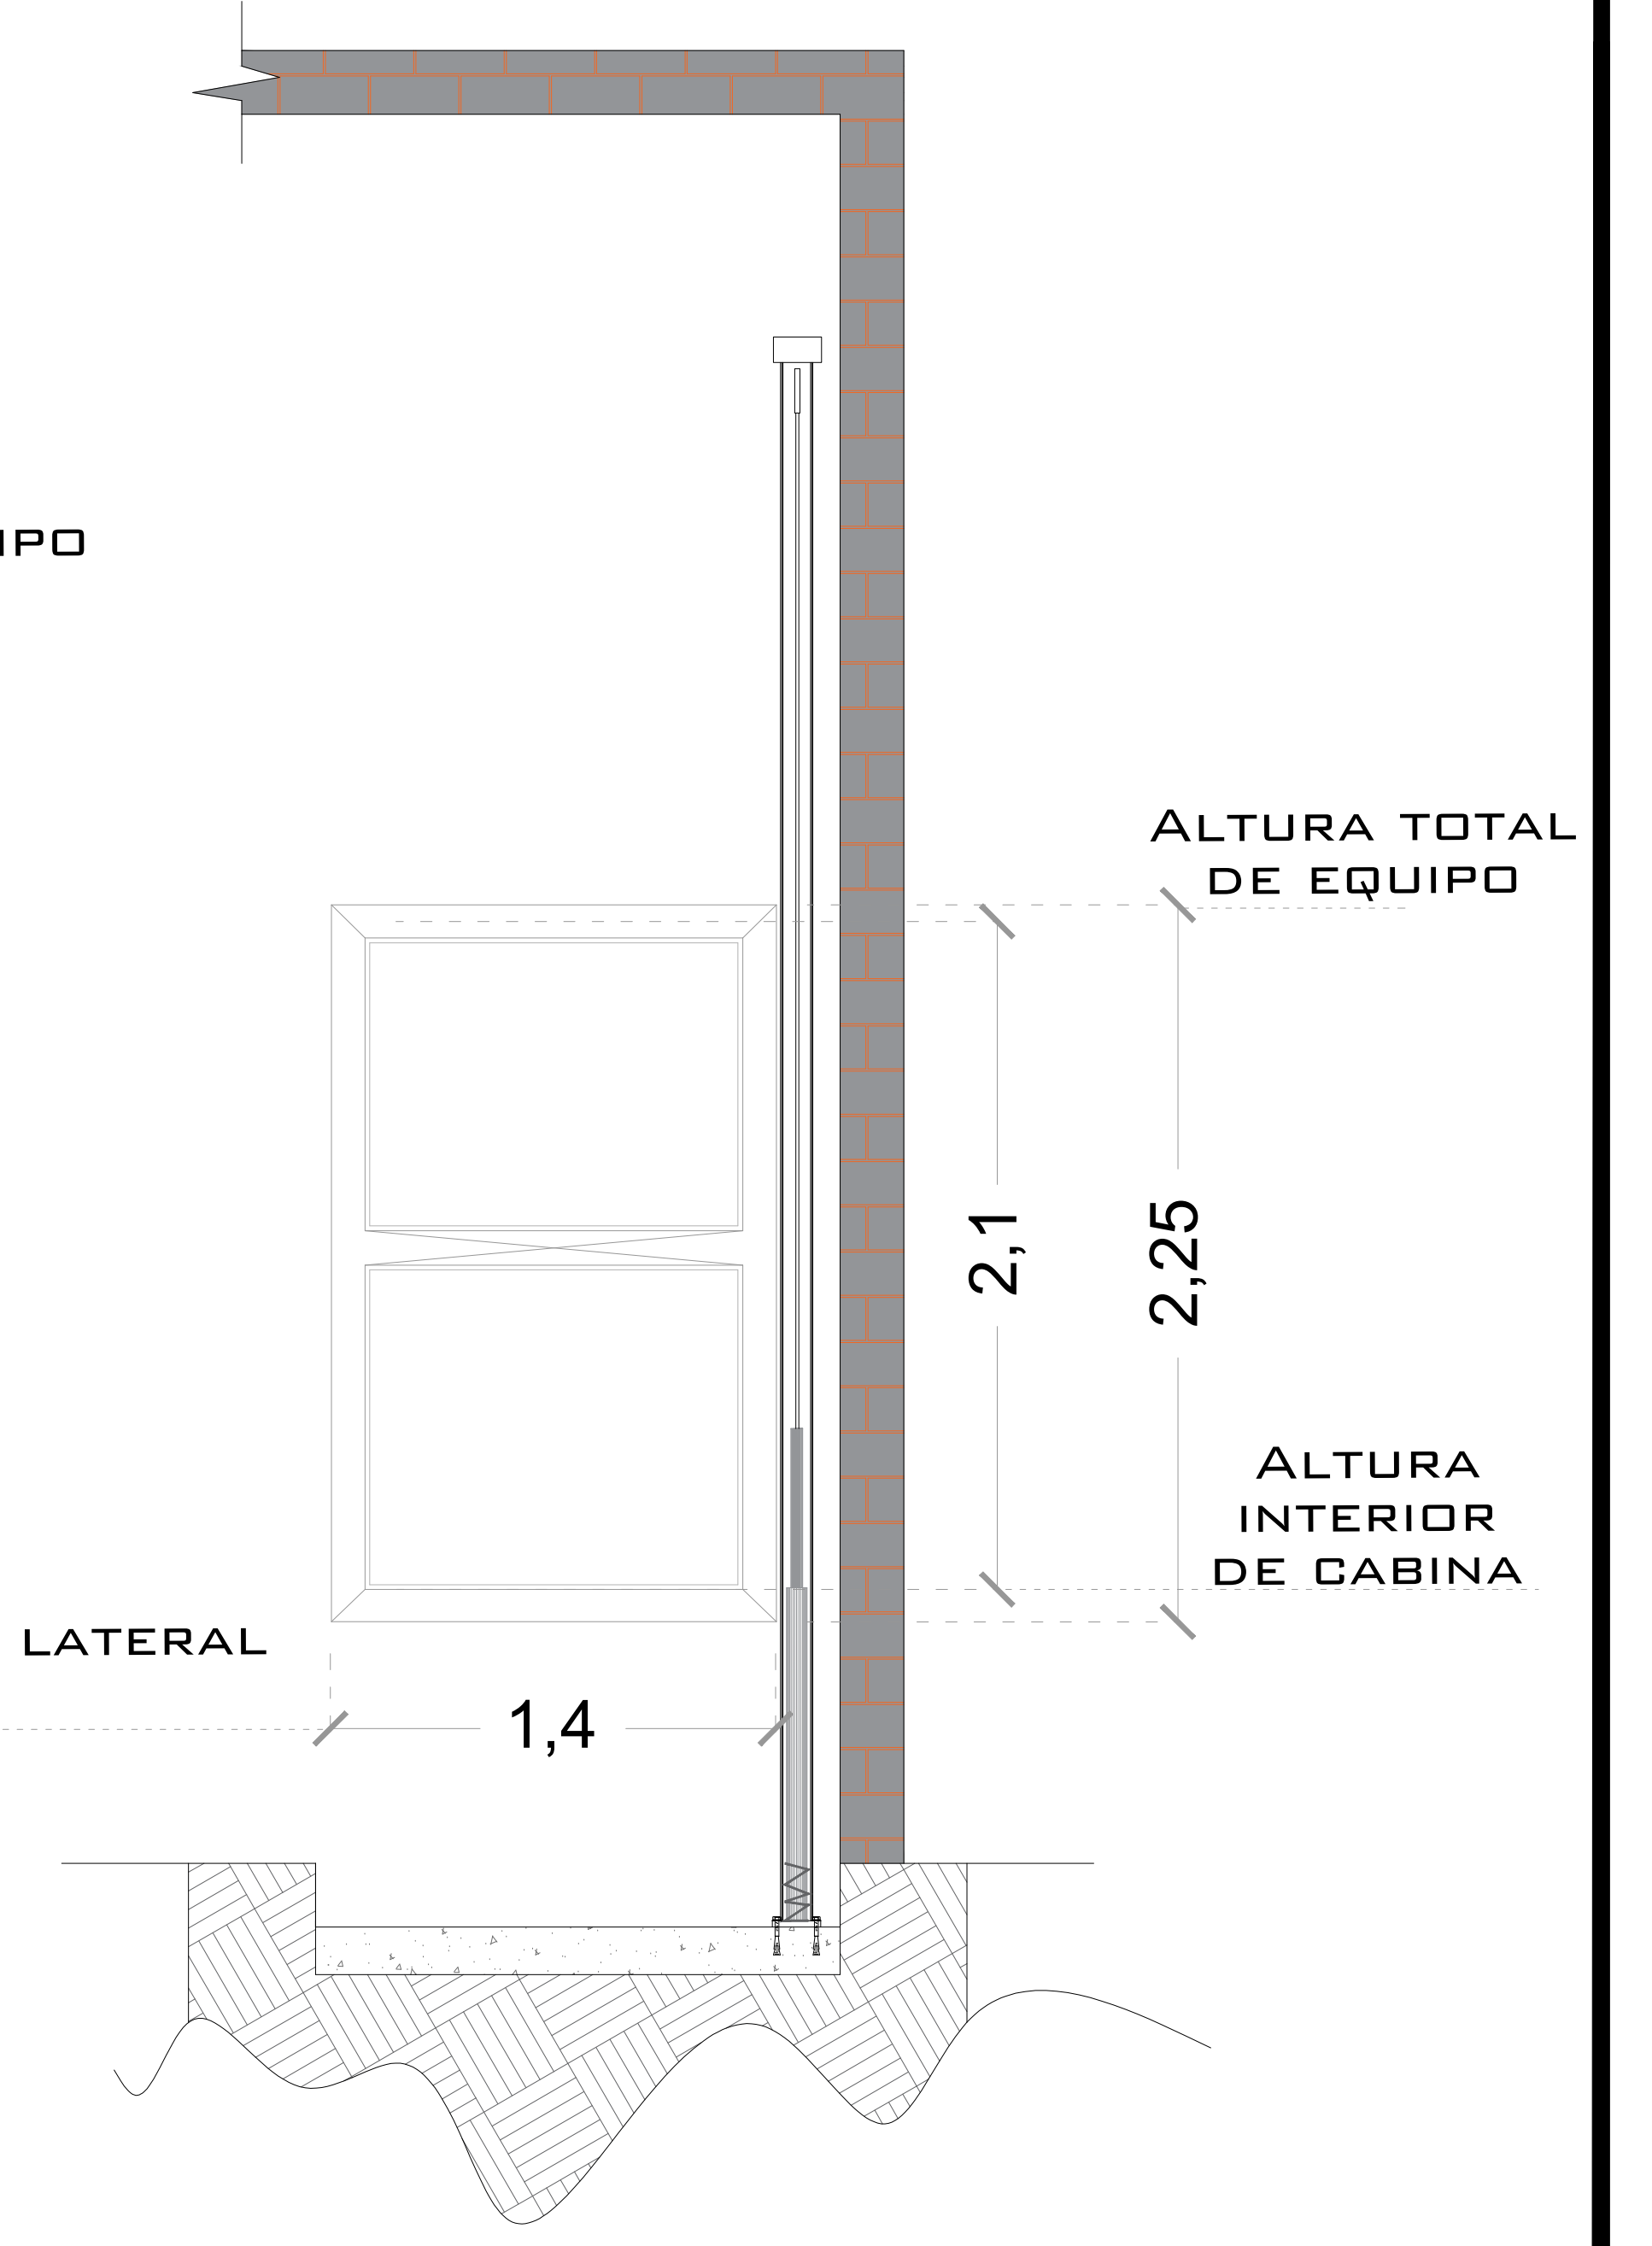 IPO
Altura total
de equipo
2,1
2,25
Altura
interior
de cabina
lateral
1,4